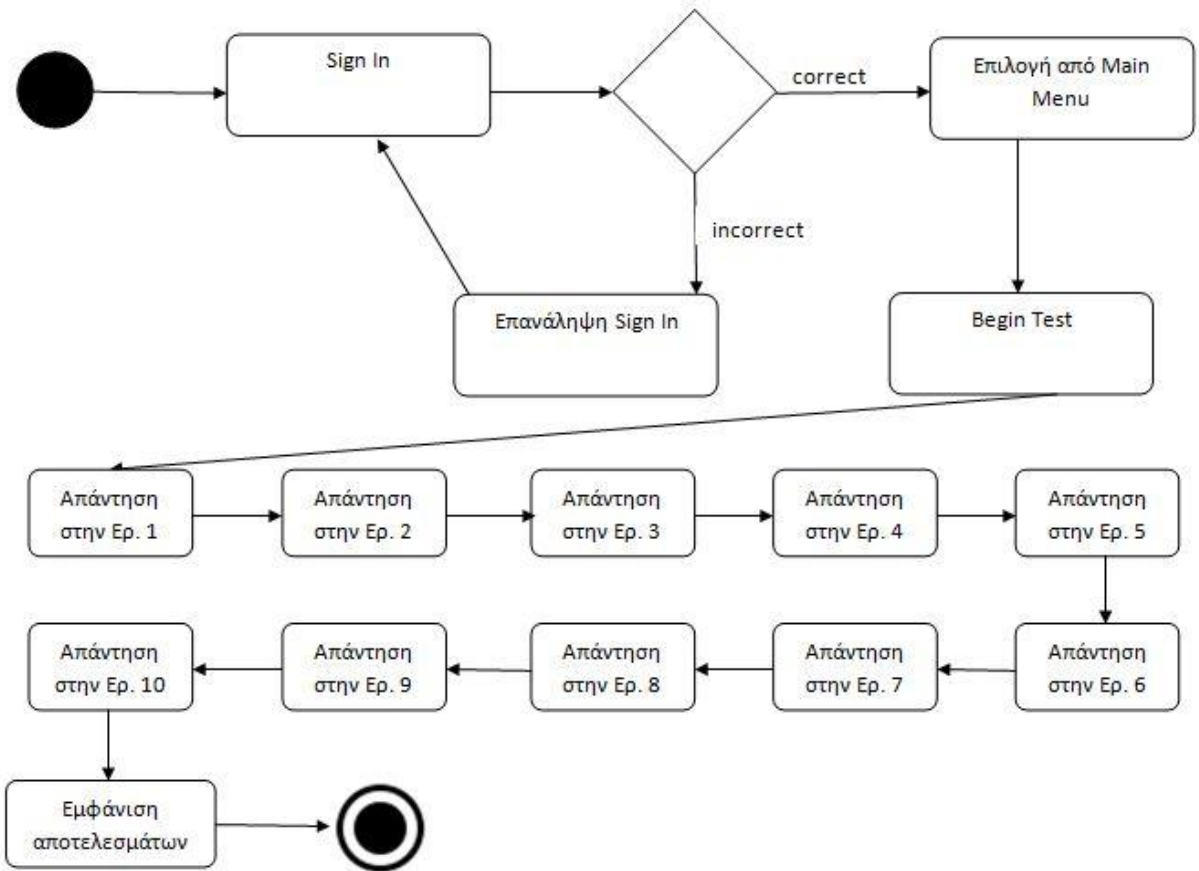 Sign In
correct
Επιλογή από Main
Menu
incorrect
Επανάληψη Sign In
Begin Test
Απάντηση
στην Ερ. 1
Απάντηση
στην Ερ. 2
Απάντηση
στην Ερ. 3
Απάντηση
στην Ερ. 4
Απάντηση
στην Ερ. 5
Απάντηση
στην Ερ. 6
Απάντηση
στην Ερ. 7
Απάντηση
στην Ερ. 8
Απάντηση
στην Ερ. 9
Απάντηση
στην Ερ. 10
Εμφάνιση
αποτελεσμάτων